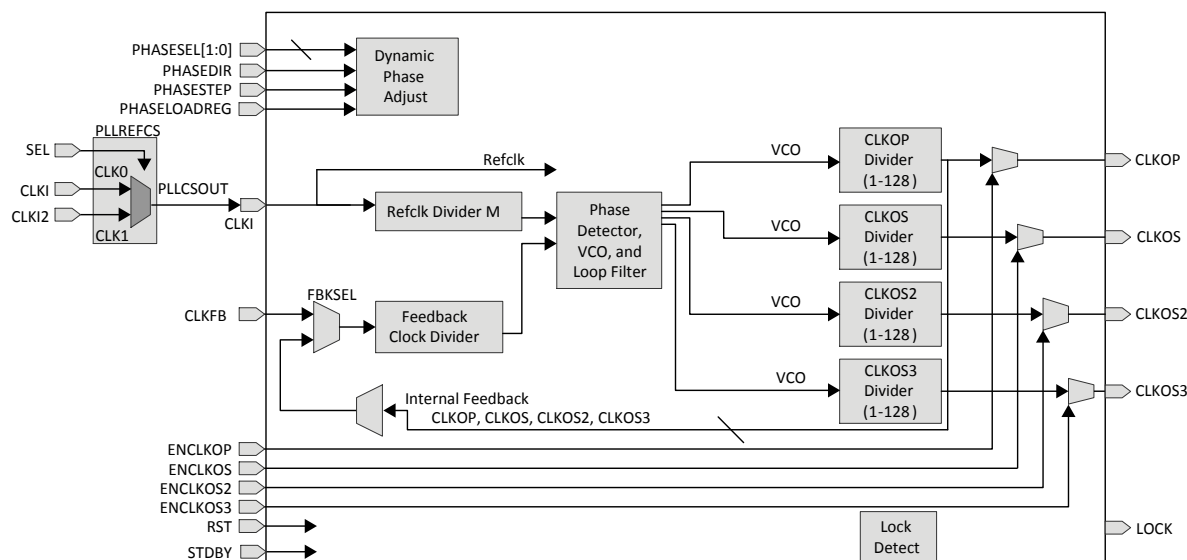 PHASESEL[1:0]
PHASEDIR
PHASESTEP
PHASELOADREG
Dynamic
Phase
Adjust
PLLREFCS
SEL
CLK0
CLKI
CLKI2
CLK1
PLLCSOUT
CLKI
Refclk
Refclk Divider M
Phase
Detector,
VCO, and
Loop Filter
VCO
CLKOP
Divider
(1-128)
CLKOP
VCO
CLKOS
Divider
(1-128)
CLKOS
CLKFB
FBKSEL
Feedback
Clock Divider
VCO
CLKOS2
Divider
(1-128)
CLKOS2
VCO
CLKOS3
Divider
(1-128)
CLKOS3
Internal Feedback
CLKOP, CLKOS, CLKOS2, CLKOS3
ENCLKOP
ENCLKOS
ENCLKOS2
ENCLKOS3
RST
STDBY
Lock
Detect
LOCK